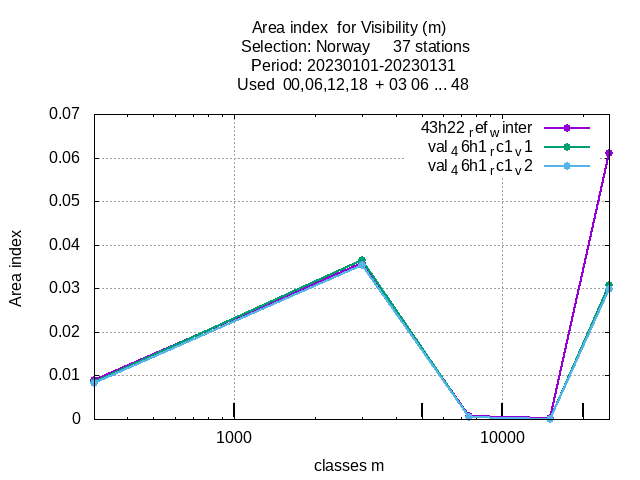 Area index for Visibility (m)
Selection: Norway 37 stations
Period: 20230101-20230131
Used 00,06,12,18 + 03 06 ... 48
0.07
0.06
0.05
0.04
0.03
0.02
0.01
0
Area index
43h22_ref_winter
val_46h1_rc1_v1
val_46h1_rc1_v2
1000
10000
classes m